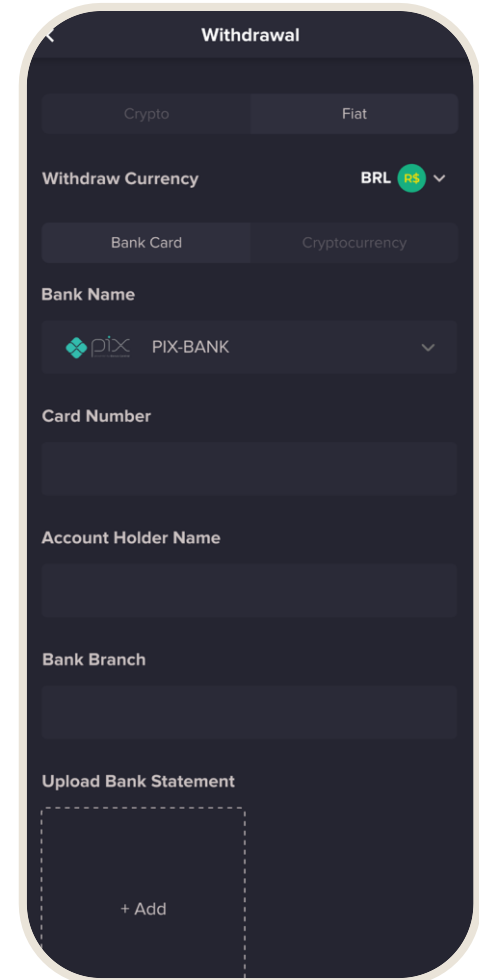 Withdrawal
Crypto Fiat
Withdraw Currency BRL R$
Bank Card Cryptocurrency
Bank Name
pix PIX-BANK
Card Number
Account Holder Name
Bank Branch
Upload Bank Statement
+ Add